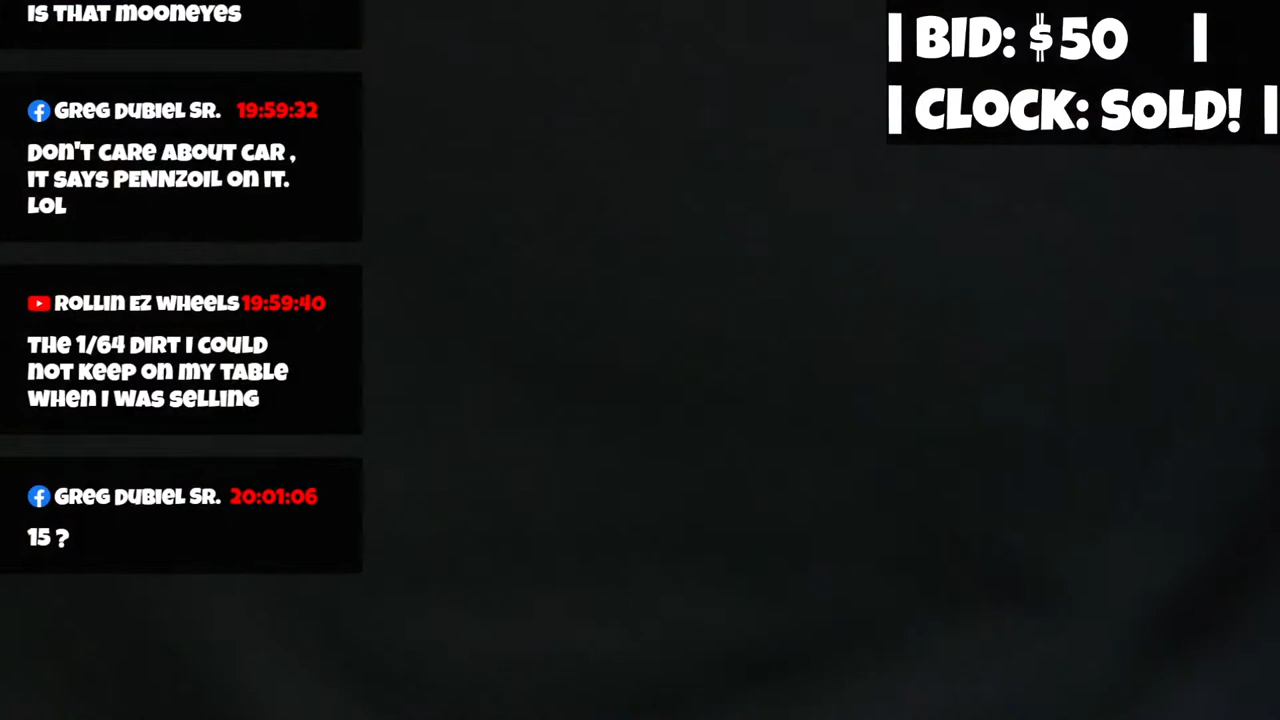 IS THAT MOONEYES
GREG DUBIEL SR. 19:59:32
DON'T CARE ABOUT CAR ,
IT SAYS PENNZOIL ON IT.
LOL
ROLLIN EZ WHEELS 19:59:40
THE 1/64 DIRT I COULD
NOT KEEP ON MY TABLE
WHEN I WAS SELLING
GREG DUBIEL SR. 20:01:06
15 ?
| BID: $50 |
| CLOCK: SOLD! |